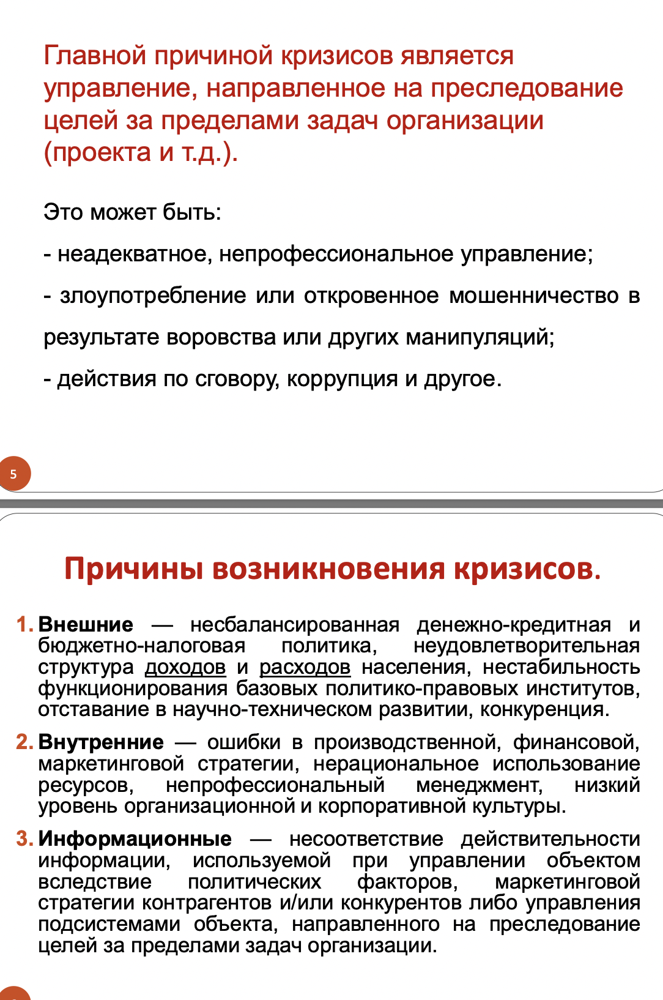 Главной причиной кризисов является
управление, направленное на преследование
целей за пределами задач организации
(проекта и т.д.).
Это может быть:
- неадекватное, непрофессиональное управление;
- злоупотребление или откровенное мошенничество в
результате воровства или других манипуляций;
- действия по сговору, коррупция и другое.
5
Причины возникновения кризисов.
1. Внешние — несбалансированная денежно-кредитная и
бюджетно-налоговая политика, неудовлетворительная
структура доходов и расходов населения, нестабильность
функционирования базовых политико-правовых институтов,
отставание в научно-техническом развитии, конкуренция.
2. Внутренние — ошибки в производственной, финансовой,
маркетинговой стратегии, нерациональное использование
ресурсов, непрофессиональный менеджмент, низкий
уровень организационной и корпоративной культуры.
3. Информационные — несоответствие действительности
информации, используемой при управлении объектом
вследствие политических факторов, маркетинговой
стратегии контрагентов и/или конкурентов либо управления
подсистемами объекта, направленного на преследование
целей за пределами задач организации.